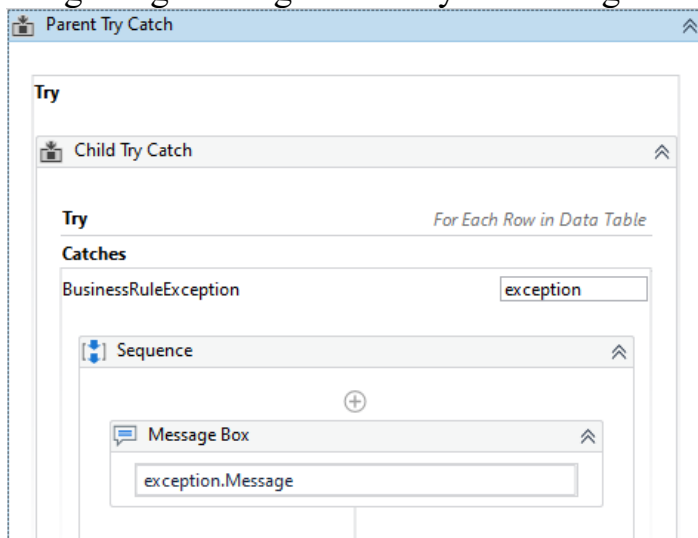 Parent Try Catch
Try
Child Try Catch
Try For Each Row in Data Table
Catches
BusinessRuleException exception
Sequence
Message Box
exception.Message